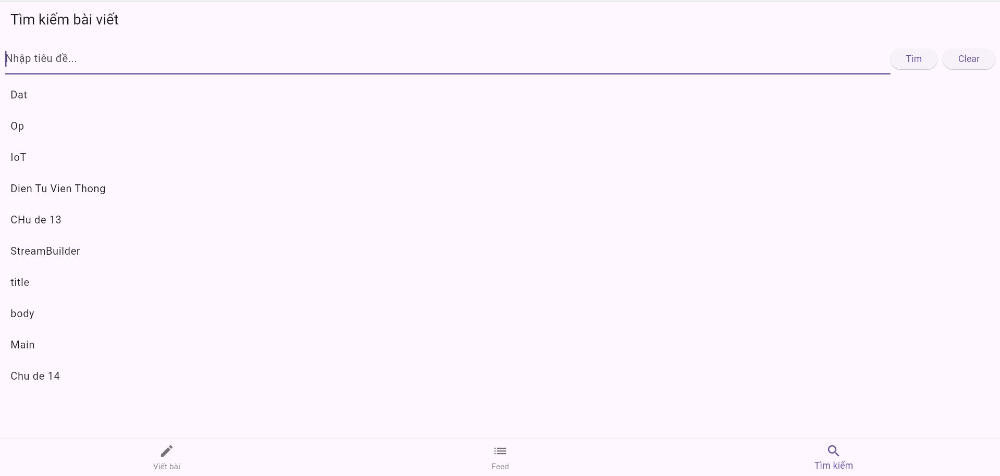 Tìm kiếm bài viết
Nhập tiêu đề...
Tìm
Clear
Dat
Op
IoT
Dien Tu Vien Thong
CHu de 13
StreamBuilder
title
body
Main
Chu de 14
Viết bài
Feed
Tìm kiếm